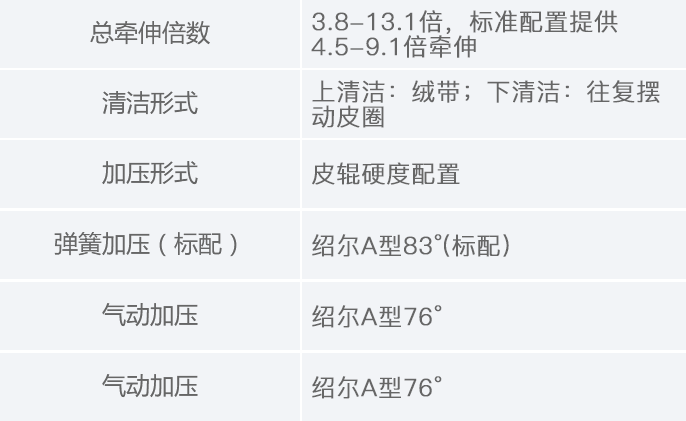 总牵伸倍数
3.8–13.1倍，标准配置提供
4.5–9.1倍牵伸
清洁形式
上清洁：绒带；下清洁：往复摆
动皮圈
加压形式
皮辊硬度配置
弹簧加压（标配）
绍尔A型83°(标配)
气动加压
绍尔A型76°
气动加压
绍尔A型76°